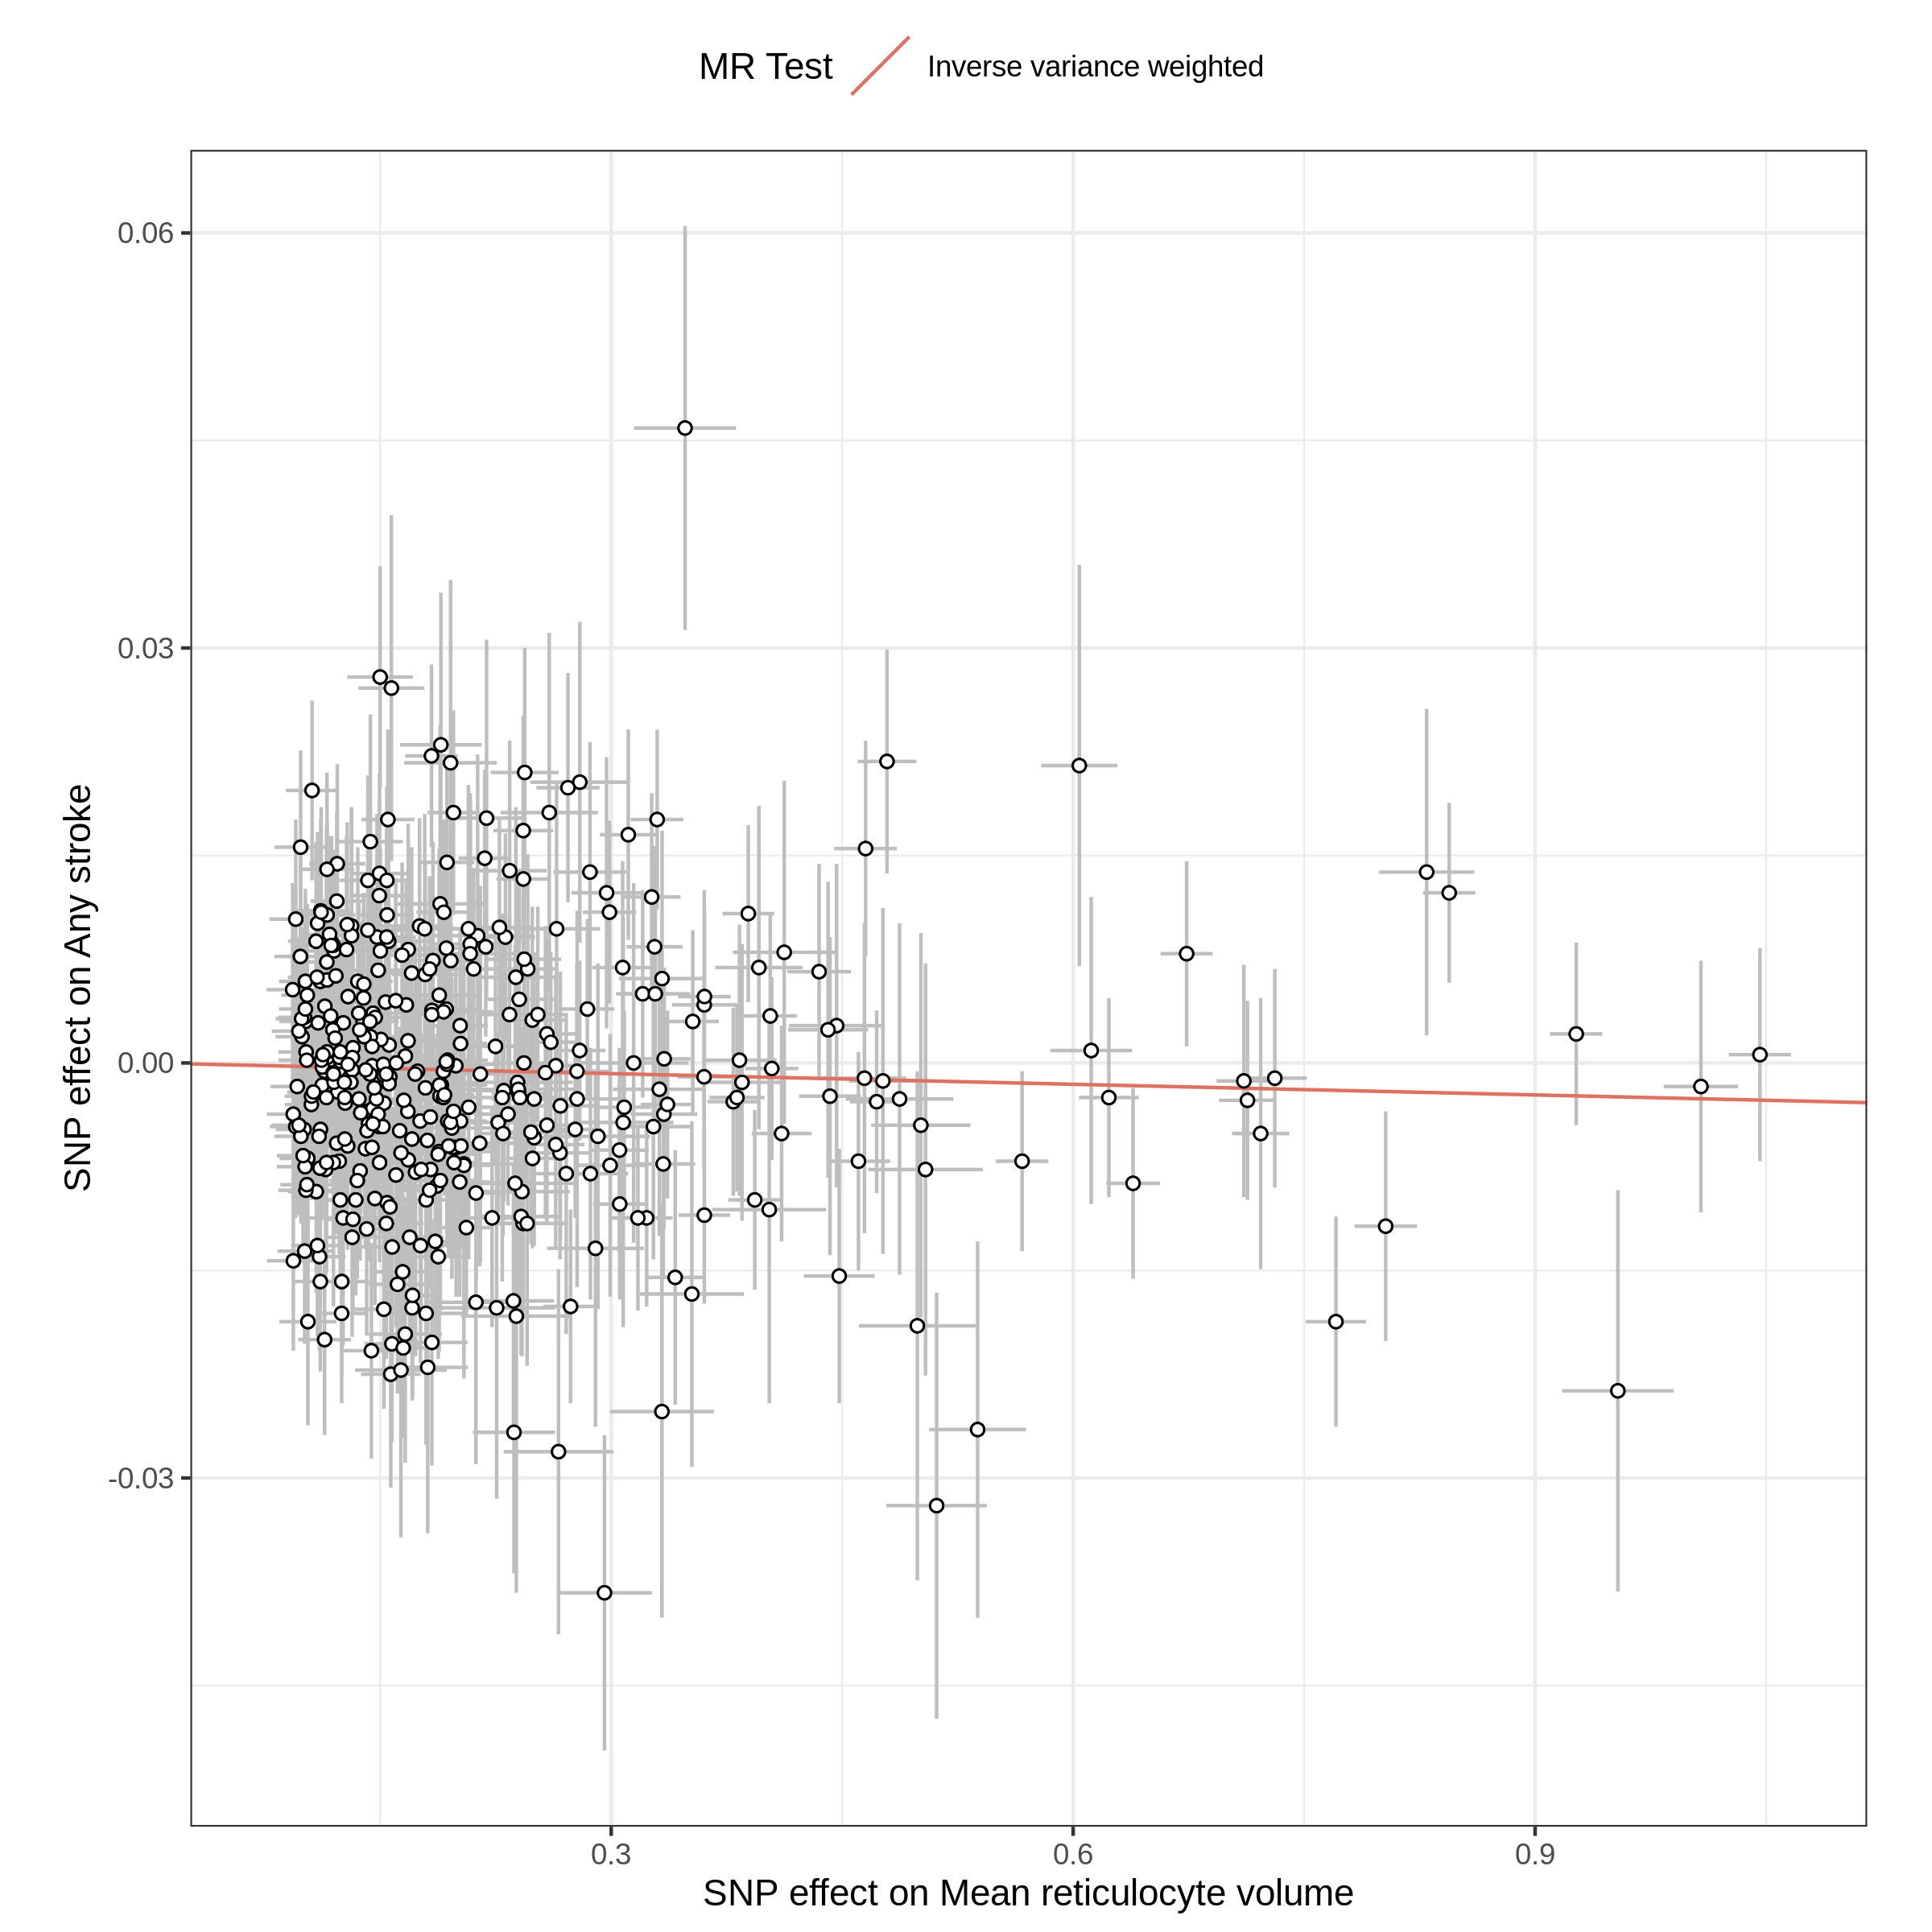 MR Test
Inverse variance weighted
0.06
0.03
0.00
-0.03
SNP effect on Any stroke
0.3
0.6
0.9
SNP effect on Mean reticulocyte volume